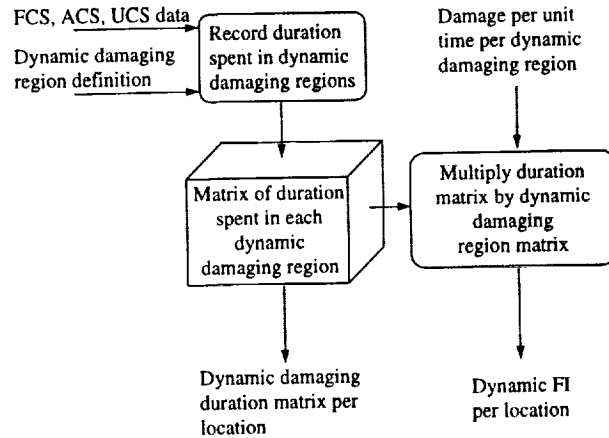 FCS, ACS, UCS data
Dynamic damaging
region definition
Record duration
spent in dynamic
damaging regions
Damage per unit
time per dynamic
damaging region
Matrix of duration
spent in each
dynamic
damaging region
Multiply duration
matrix by dynamic
damaging
region matrix
Dynamic damaging
duration matrix per
location
Dynamic FI
per location